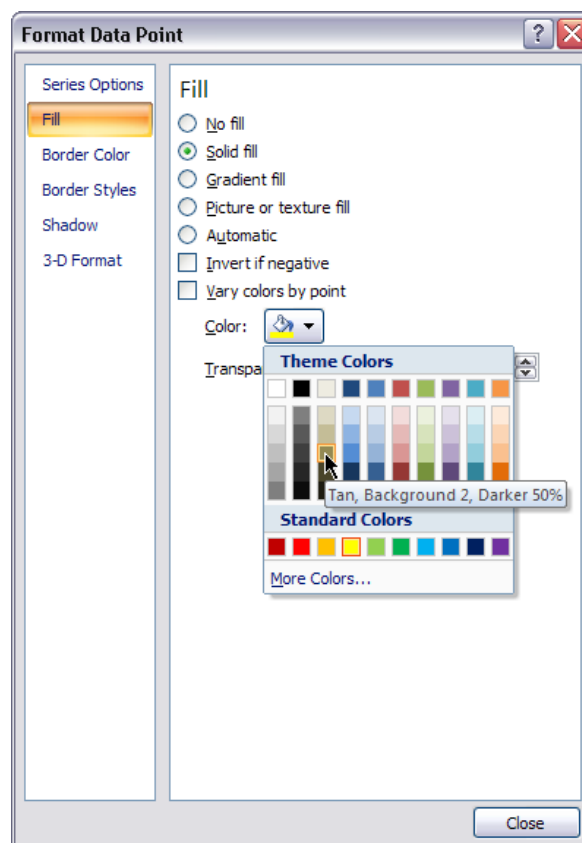 Format Data Point
Series Options
Fill
Border Color
Border Styles
Shadow
3-D Format
Fill
No fill
Solid fill
Gradient fill
Picture or texture fill
Automatic
Invert if negative
Vary colors by point
Color:
Theme Colors
Transpa
Tan, Background 2, Darker 50%
Standard Colors
More Colors...
Close